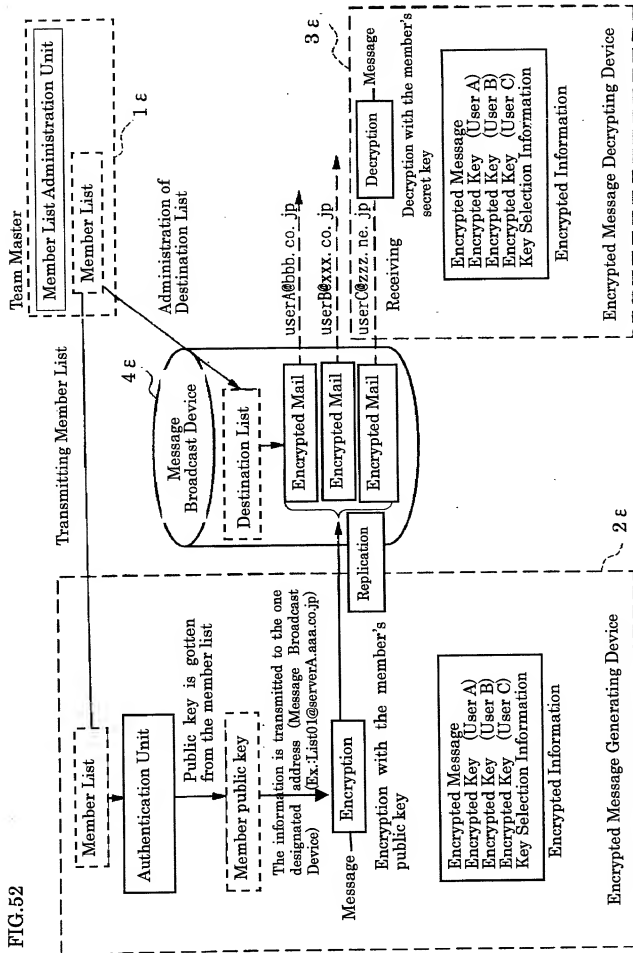 FIG.52
Team Master
Member List Administration Unit
Member List
1 ε
Transmitting Member List
Administration of
Destination List
4 ε
Message
Broadcast Device
Destination List
Encrypted Mail
Encrypted Mail
Encrypted Mail
Replication
userA@bbb.co.jp
userB@xxx.co.jp
userC@zzz.ne.jp
Receiving
3 ε
Decryption
Message
Decryption with the member's
secret key
Encrypted Message
Encrypted Key (User A)
Encrypted Key (User B)
Encrypted Key (User C)
Key Selection Information
Encrypted Information
Encrypted Message Decrypting Device
Member List
Authentication Unit
Public key is gotten
from the member list
Member public key
The information is transmitted to the one
designated address (Message Broadcast
Device) (Ex.:List01@serverA.aaa.co.jp)
Message
Encryption
Encryption with the member's
public key
Encrypted Message
Encrypted Key (User A)
Encrypted Key (User B)
Encrypted Key (User C)
Key Selection Information
Encrypted Information
Encrypted Message Generating Device
2 ε